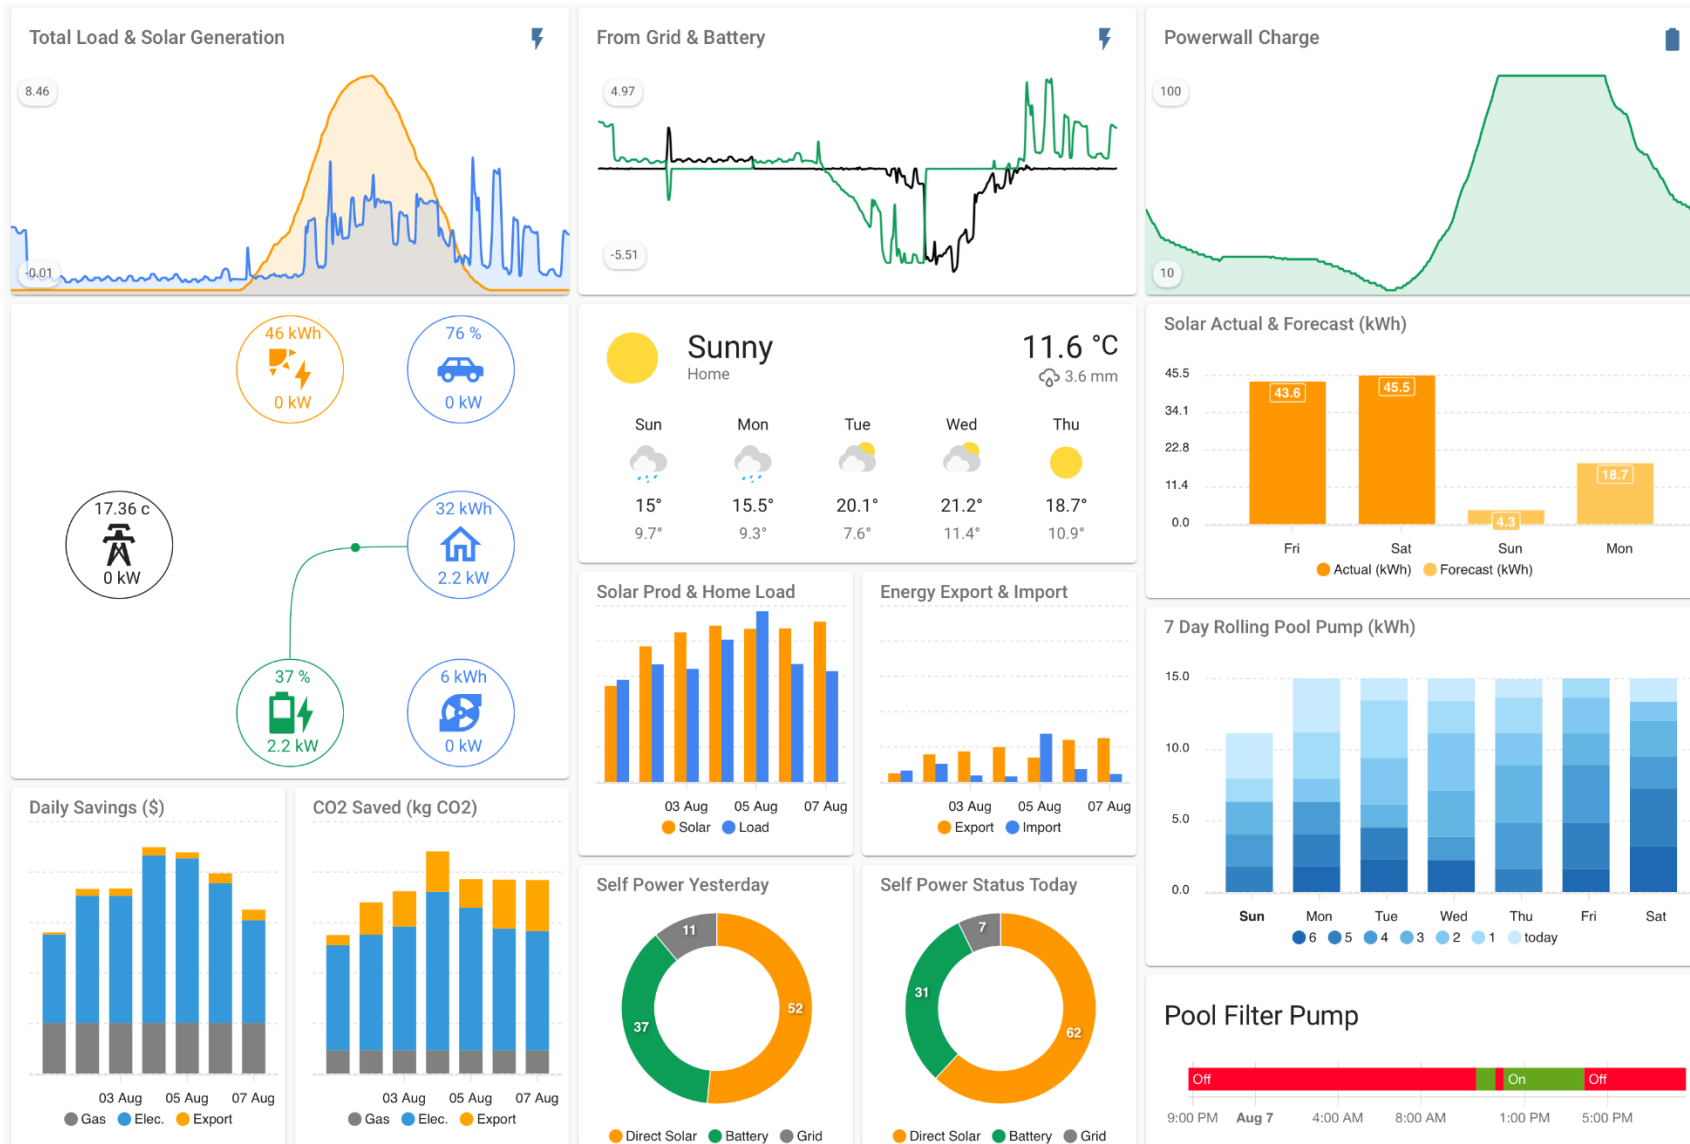 Total Load & Solar Generation
8.46
-0.01
From Grid & Battery
4.97
-5.51
Powerwall Charge
100
10
46 kWh
0 kW
76 %
0 kW
17.36 c
0 kW
32 kWh
2.2 kW
37 %
2.2 kW
6 kWh
0 kW
Sunny
Home
11.6 °C
3.6 mm
Sun Mon Tue Wed Thu
15° 15.5° 20.1° 21.2° 18.7°
9.7° 9.3° 7.6° 11.4° 10.9°
Solar Actual & Forecast (kWh)
45.5
34.1
22.8
11.4
0.0
43.6
45.5
4.3
18.7
Fri Sat Sun Mon
Actual (kWh) Forecast (kWh)
Solar Prod & Home Load
03 Aug 05 Aug 07 Aug
Solar Load
Energy Export & Import
03 Aug 05 Aug 07 Aug
Export Import
7 Day Rolling Pool Pump (kWh)
15.0
10.0
5.0
0.0
Sun Mon Tue Wed Thu Fri Sat
6 5 4 3 2 1 today
Daily Savings ($)
03 Aug 05 Aug 07 Aug
Gas Elec. Export
CO2 Saved (kg CO2)
03 Aug 05 Aug 07 Aug
Gas Elec. Export
Self Power Yesterday
11
52
37
Direct Solar Battery Grid
Self Power Status Today
7
31
62
Direct Solar Battery Grid
Pool Filter Pump
Off On Off
9:00 PM Aug 7 4:00 AM 8:00 AM 1:00 PM 5:00 PM